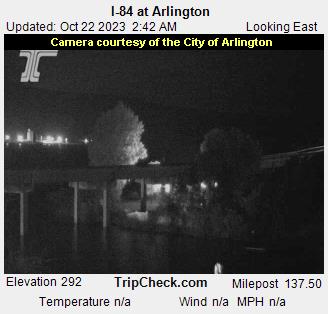 I-84 at Arlington
Updated: Oct 22 2023 2:42 AM Looking East
Camera courtesy of the City of Arlington
Elevation 292 TripCheck.com Milepost 137.50
Temperature n/a Wind n/a MPH n/a